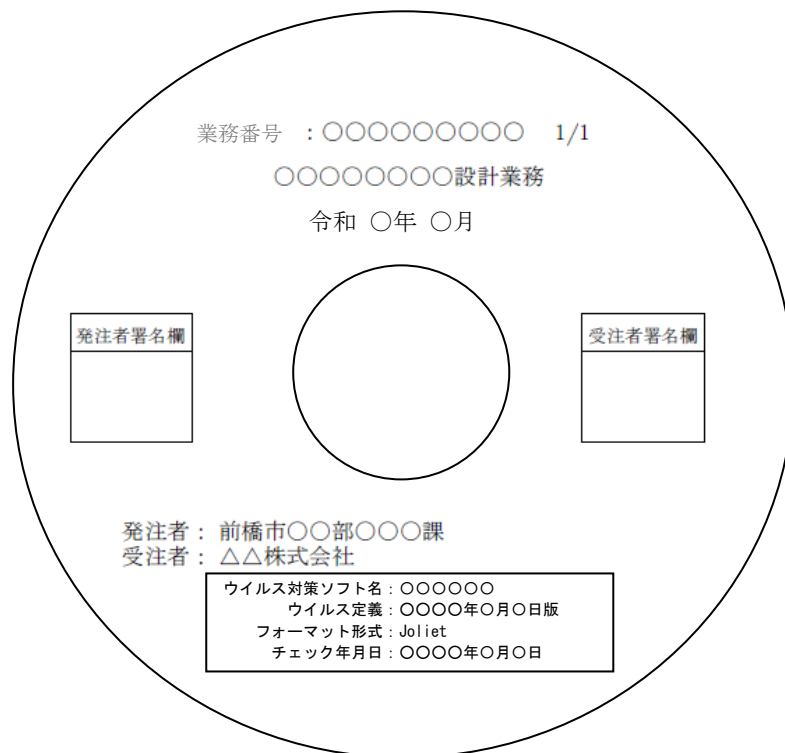 業務番号　：○○○○○○○○○　1/1
○○○○○○○○設計業務
令和 ○年 ○月
発注者署名欄
受注者署名欄
発注者： 前橋市○○部○○○課
受注者： △△株式会社
ウイルス対策ソフト名：○○○○○○
ウイルス定義：○○○○年○月○日版
フォーマット形式：Joliet
チェック年月日：○○○○年○月○日